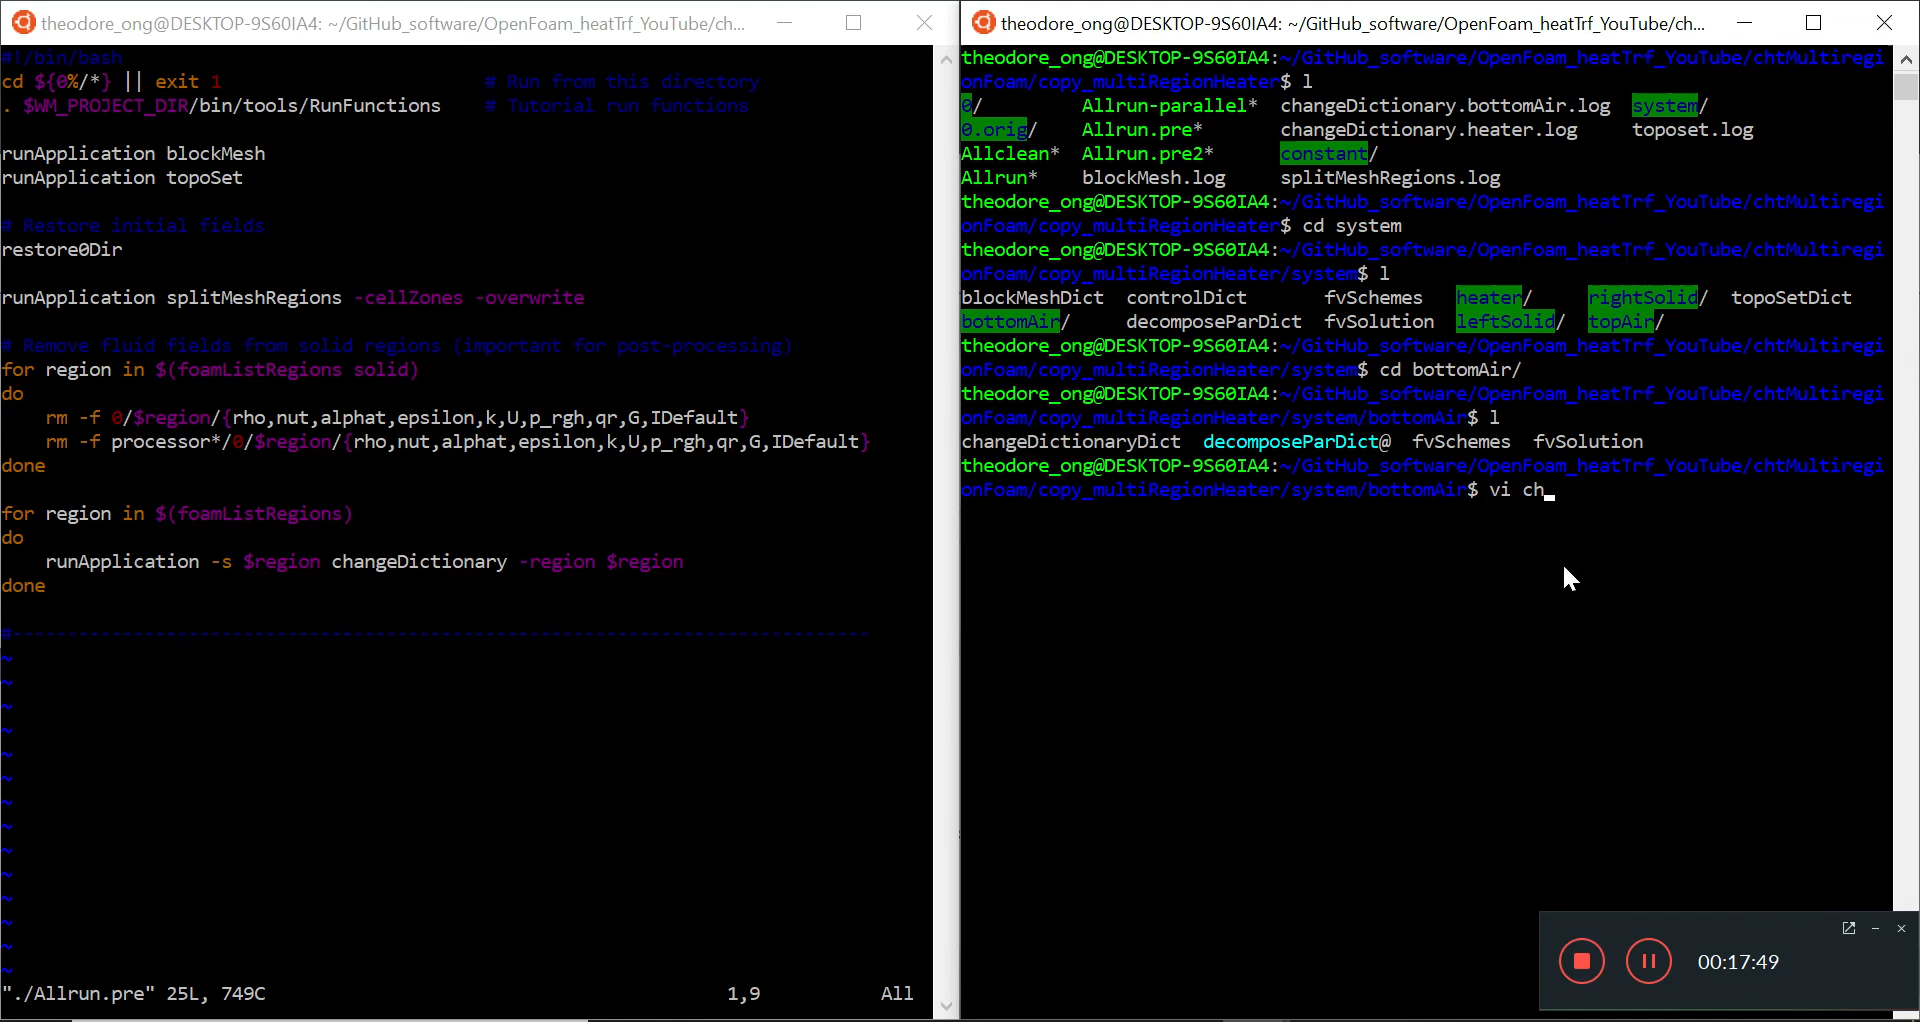 theodore_ong@DESKTOP-9S60IA4: ~/GitHub_software/OpenFoam_heatTrf_YouTube/ch...
#!/bin/bash
cd ${0%/*} || exit 1                        # Run from this directory
. $WM_PROJECT_DIR/bin/tools/RunFunctions    # Tutorial run functions
runApplication blockMesh
runApplication topoSet
# Restore initial fields
restore0Dir
runApplication splitMeshRegions -cellZones -overwrite
# Remove fluid fields from solid regions (important for post-processing)
for region in $(foamListRegions solid)
do
    rm -f 0/$region/{rho,nut,alphat,epsilon,k,U,p_rgh,qr,G,IDefault}
    rm -f processor*/0/$region/{rho,nut,alphat,epsilon,k,U,p_rgh,qr,G,IDefault}
done
for region in $(foamListRegions)
do
    runApplication -s $region changeDictionary -region $region
done
#------------------------------------------------------------------------------
~
~
~
~
~
~
~
~
~
~
~
~
~
~
"./Allrun.pre" 25L, 749C                                          1,9           All
theodore_ong@DESKTOP-9S60IA4: ~/GitHub_software/OpenFoam_heatTrf_YouTube/ch...
theodore_ong@DESKTOP-9S60IA4:~/GitHub_software/OpenFoam_heatTrf_YouTube/chtMultiregi
onFoam/copy_multiRegionHeater$ l
0/         Allrun-parallel*  changeDictionary.bottomAir.log  system/
0.orig/    Allrun.pre*       changeDictionary.heater.log     toposet.log
Allclean*  Allrun.pre2*      constant/
Allrun*    blockMesh.log     splitMeshRegions.log
theodore_ong@DESKTOP-9S60IA4:~/GitHub_software/OpenFoam_heatTrf_YouTube/chtMultiregi
onFoam/copy_multiRegionHeater$ cd system
theodore_ong@DESKTOP-9S60IA4:~/GitHub_software/OpenFoam_heatTrf_YouTube/chtMultiregi
onFoam/copy_multiRegionHeater/system$ l
blockMeshDict  controlDict       fvSchemes   heater/     rightSolid/  topoSetDict
bottomAir/     decomposeParDict  fvSolution  leftSolid/  topAir/
theodore_ong@DESKTOP-9S60IA4:~/GitHub_software/OpenFoam_heatTrf_YouTube/chtMultiregi
onFoam/copy_multiRegionHeater/system$ cd bottomAir/
theodore_ong@DESKTOP-9S60IA4:~/GitHub_software/OpenFoam_heatTrf_YouTube/chtMultiregi
onFoam/copy_multiRegionHeater/system/bottomAir$ l
changeDictionaryDict  decomposeParDict@  fvSchemes  fvSolution
theodore_ong@DESKTOP-9S60IA4:~/GitHub_software/OpenFoam_heatTrf_YouTube/chtMultiregi
onFoam/copy_multiRegionHeater/system/bottomAir$ vi ch
00:17:49